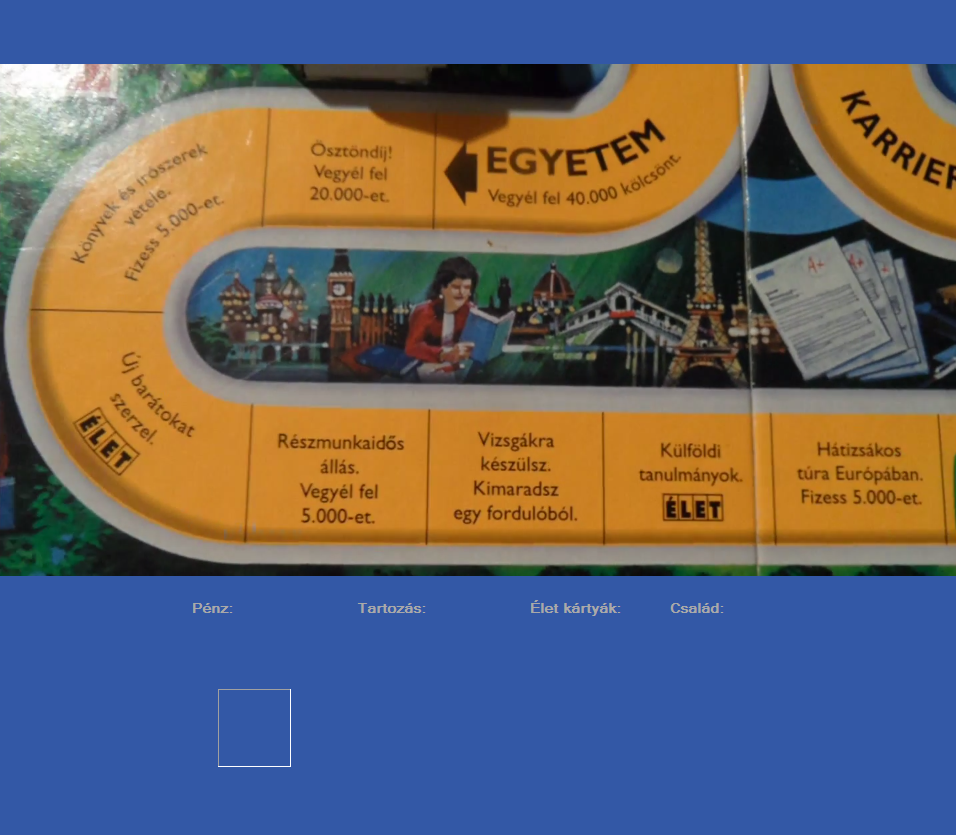 KARRIER
EGYETEM
Vegyél fel 40.000 kölcsönt.
Ösztöndíj!
Vegyél fel
20.000-et.
Könyvek és írószerek
vétele.
Fizess 5.000-et.
Új barátokat
szerzel.
ÉLET
Részmunkaidős
állás.
Vegyél fel
5.000-et.
Vizsgákra
készülsz.
Kimaradsz
egy fordulóból.
Külföldi
tanulmányok.
ÉLET
Hátizsákos
túra Európában.
Fizess 5.000-et.
A+
A+
A+
Pénz: Tartozás: Élet kártyák: Család: